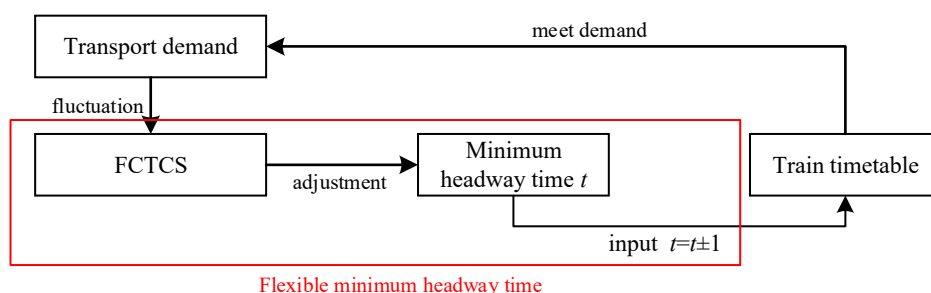 Transport demand
meet demand
fluctuation
FCTCS
adjustment
Minimum
headway time t
Train timetable
input t=t±1
Flexible minimum headway time